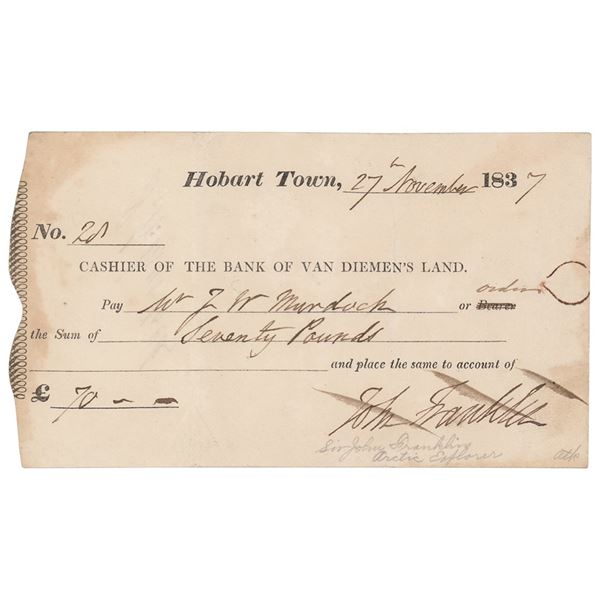 Hobart Town, 27th November 1837
No. 28
CASHIER OF THE BANK OF VAN DIEMEN'S LAND.
order
Pay Mr J W Murdoch or Bearer
the Sum of Seventy Pounds
and place the same to account of
£ 70 - -
John Franklin
Sir John Franklin
Arctic Explorer